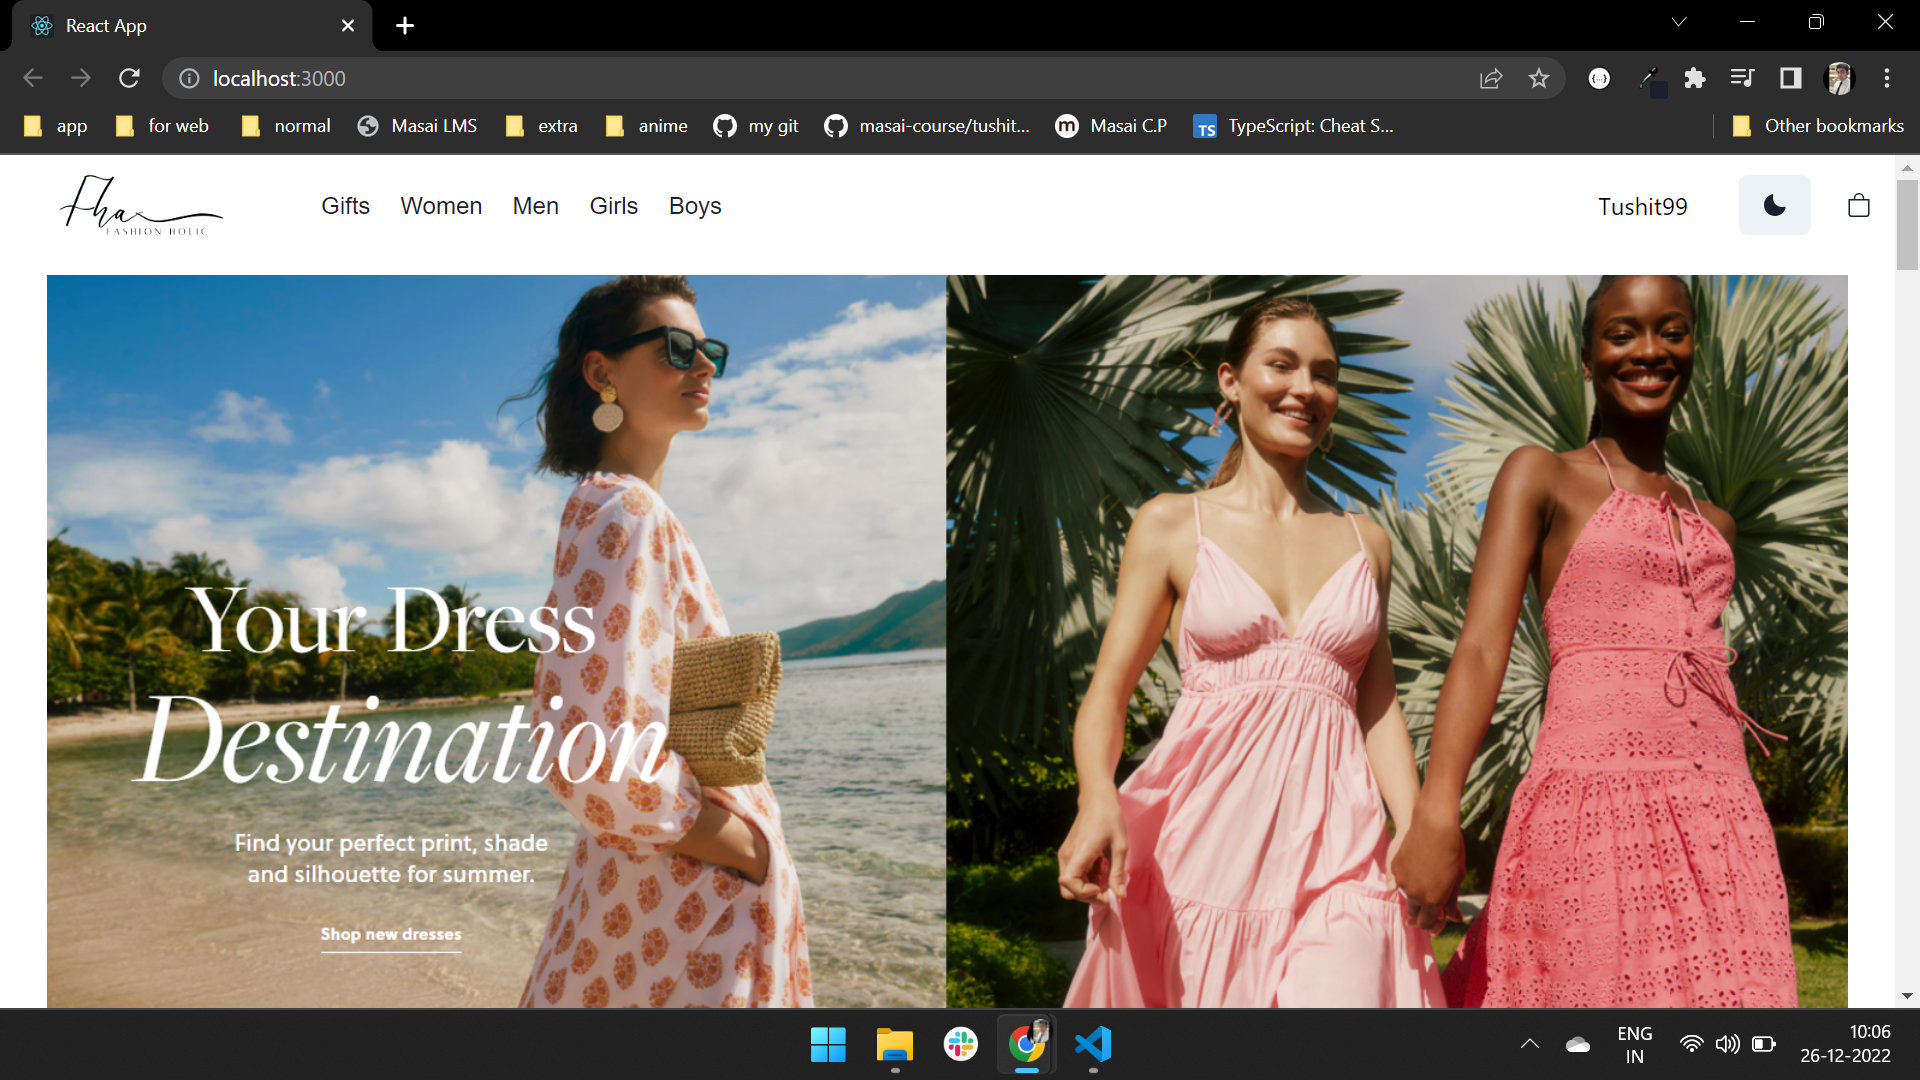 React App
localhost:3000
app
for web
normal
Masai LMS
extra
anime
my git
masai-course/tushit...
Masai C.P
TS
TypeScript: Cheat S...
Other bookmarks
Fha
FASHION HOLIC
Gifts
Women
Men
Girls
Boys
Tushit99
Your Dress
Destination
Find your perfect print, shade
and silhouette for summer.
Shop new dresses
ENG
IN
10:06
26-12-2022